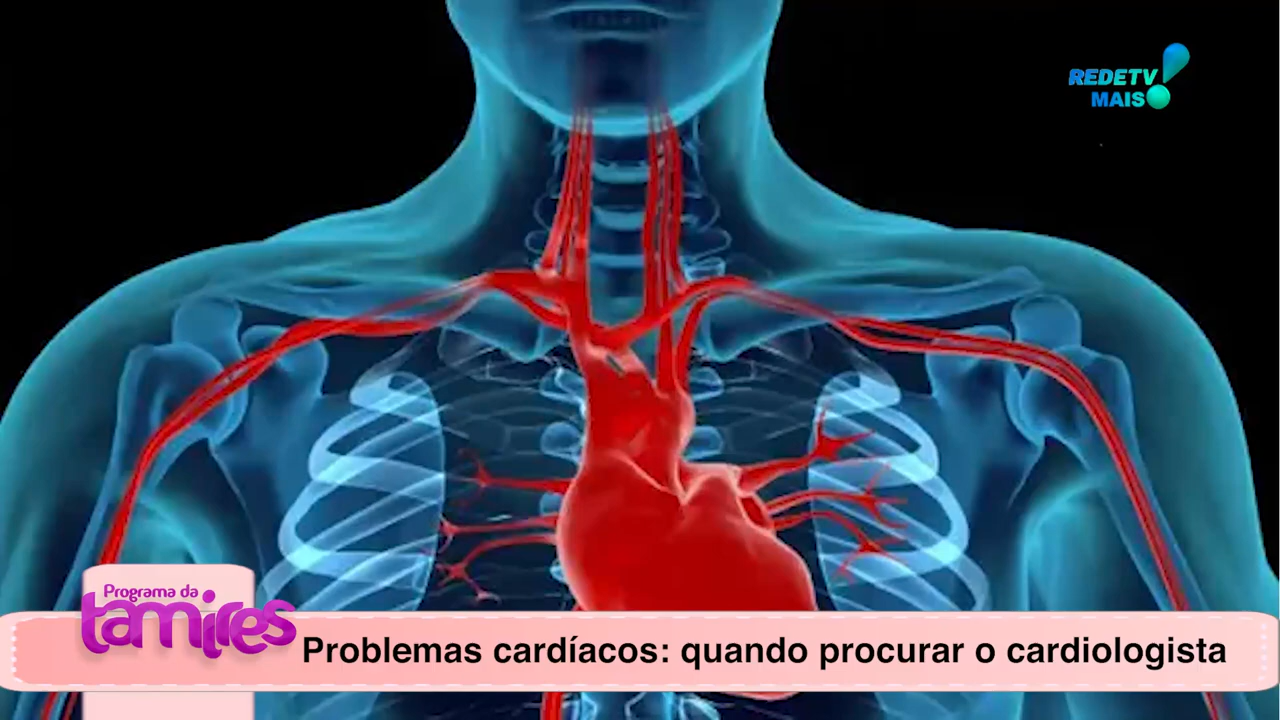 REDETV
MAIS
Programa da
tamires
Problemas cardíacos: quando procurar o cardiologista